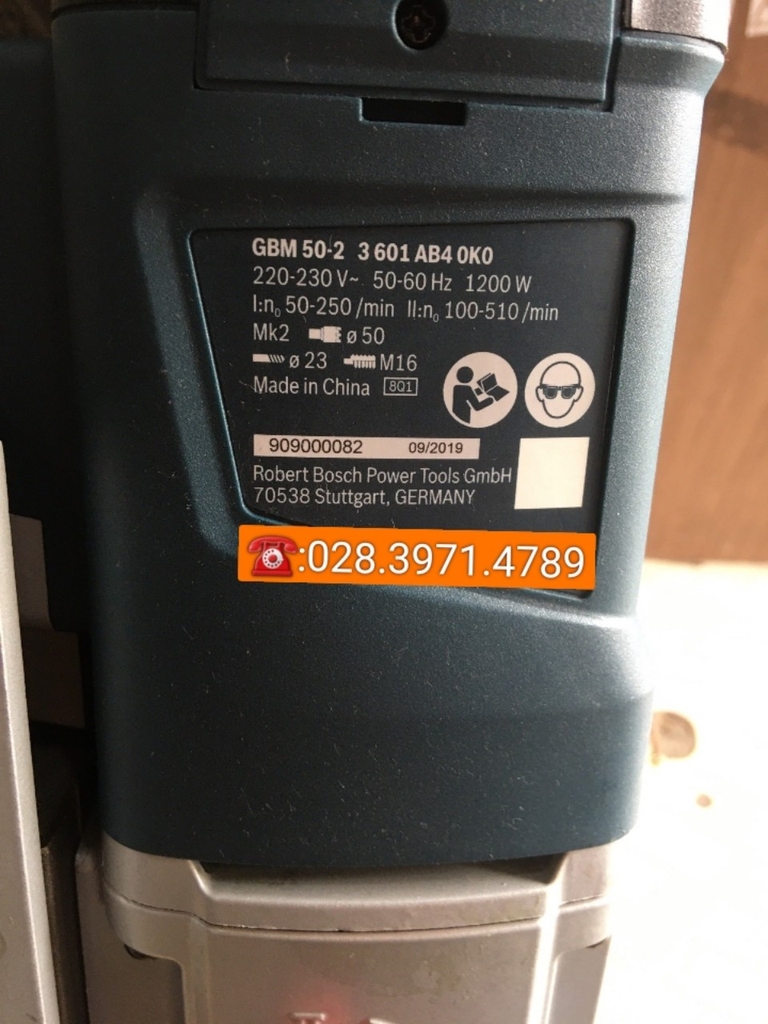 GBM 50-2 3 601 AB4 0K0
220-230 V~ 50-60 Hz 1200 W
I:n₀ 50-250 /min II:n₀ 100-510 /min
Mk2 ø 50
ø 23 M16
Made in China 8Q1
909000082 09/2019
Robert Bosch Power Tools GmbH
70538 Stuttgart, GERMANY
☎:028.3971.4789